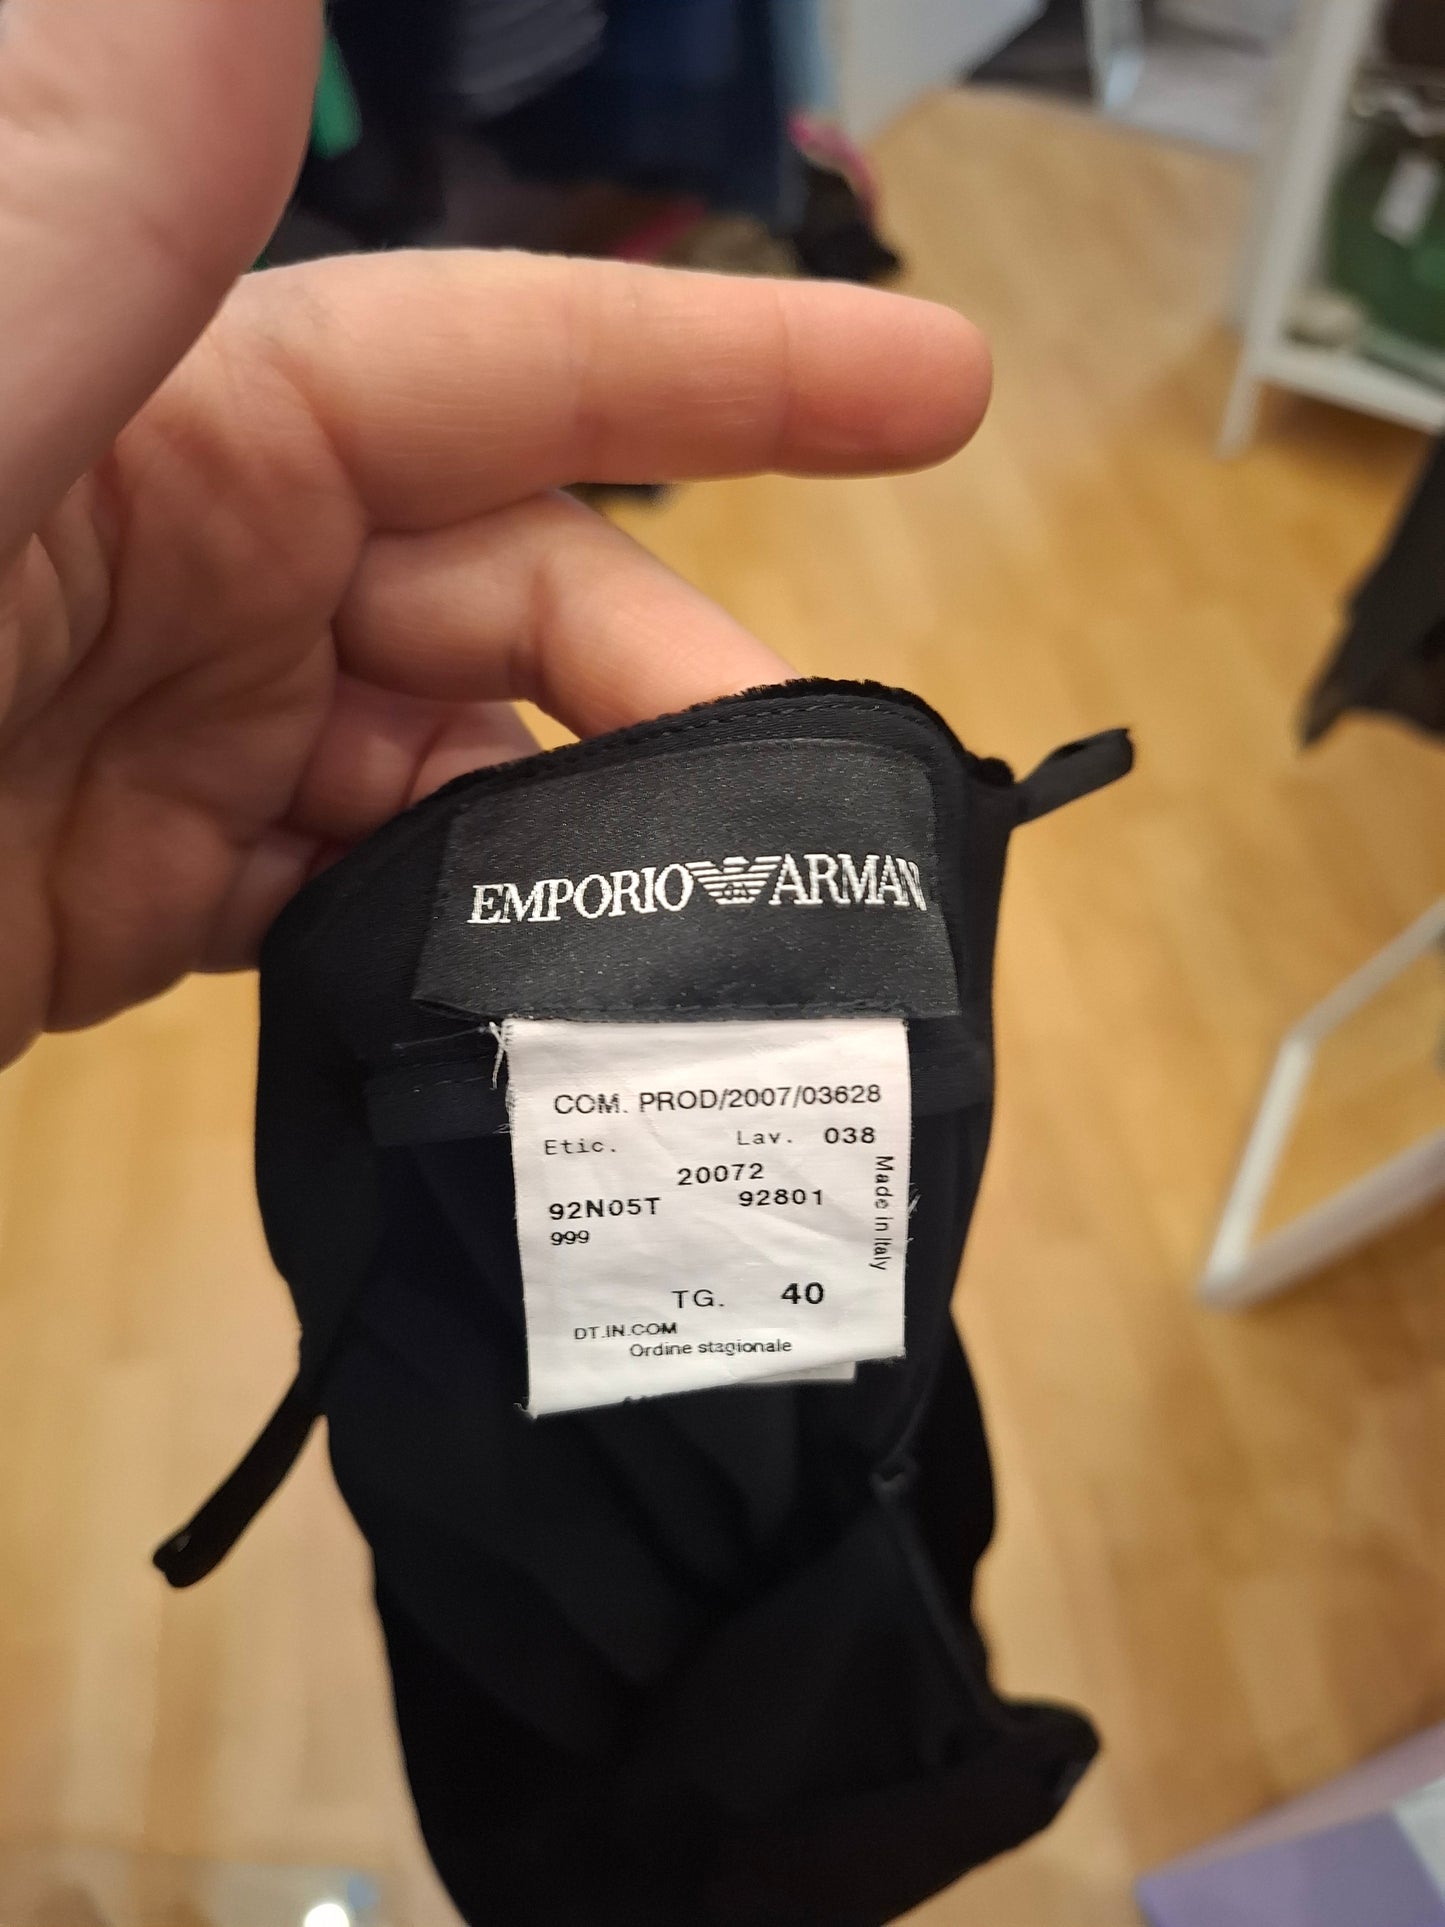 EMPORIO ARMAN
COM. PROD/2007/03628
Etic. Lav. 038
20072
92N05T 92801
999
Made in Italy
TG. 40
DT.IN.COM
Ordine stagionale